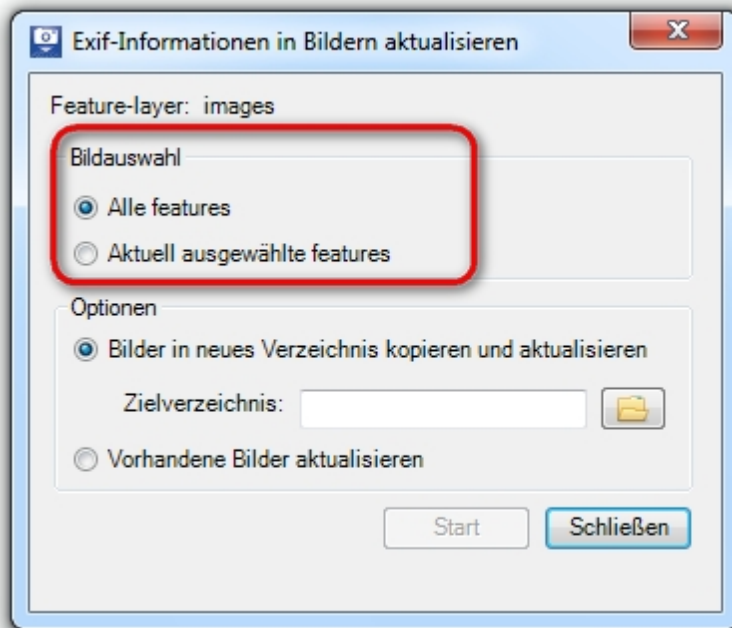 Exif-Informationen in Bildern aktualisieren
Feature-layer: images
Bildauswahl
Alle features
Aktuell ausgewählte features
Optionen
Bilder in neues Verzeichnis kopieren und aktualisieren
Zielverzeichnis:
Vorhandene Bilder aktualisieren
Start Schließen